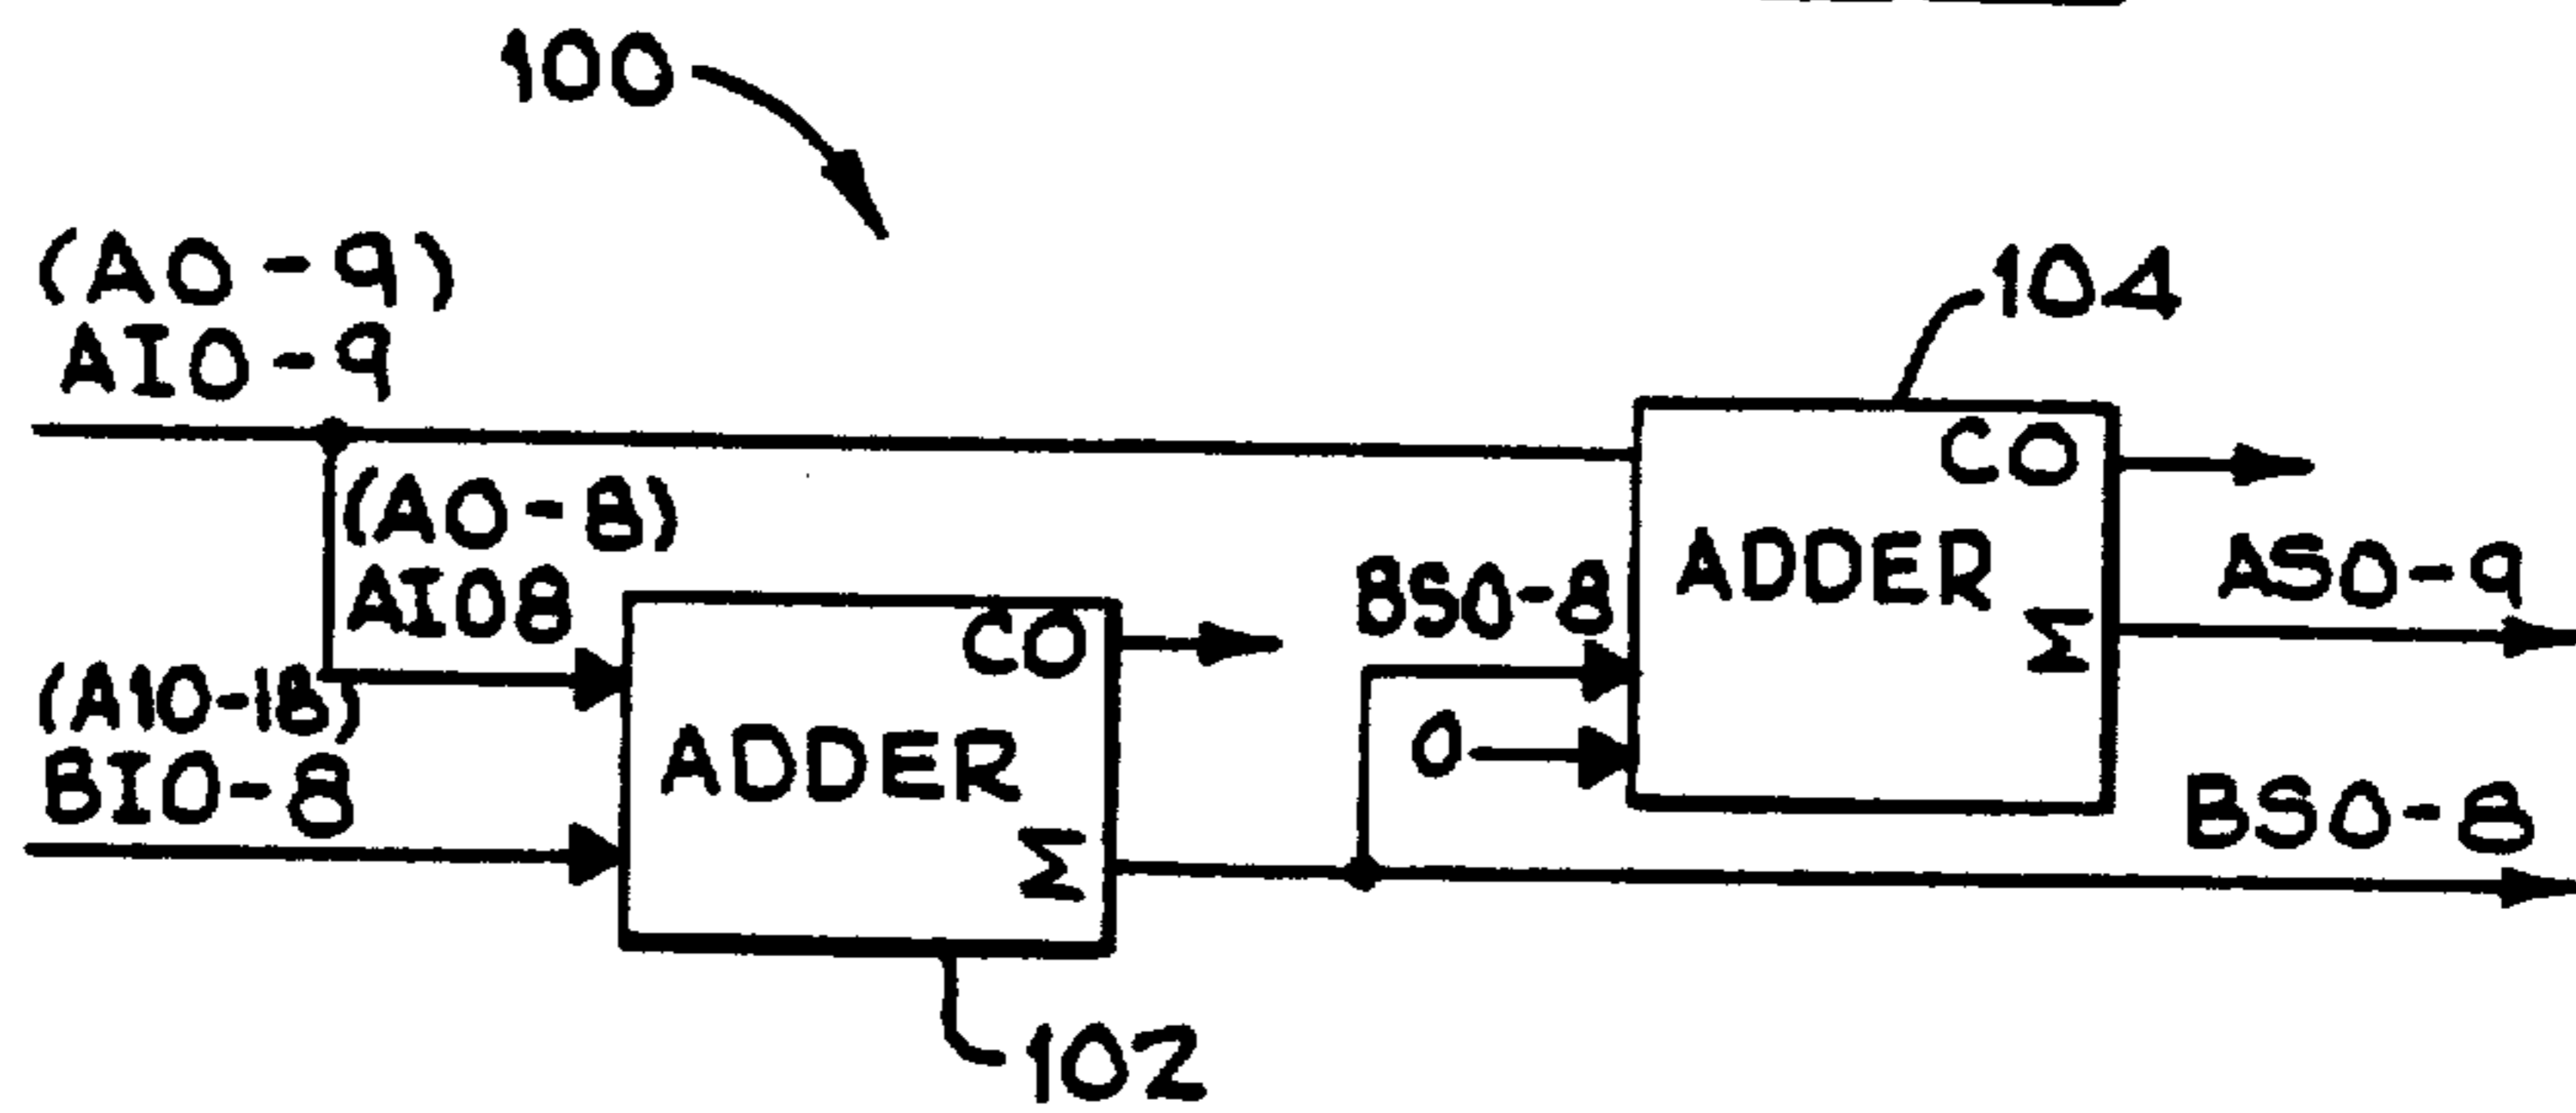 100
(A0-9)
AI0-9
104
CO
(A0-8)
AI08
ADDER
BS0-8
AS0-9
CO
Σ
(A10-18)
BI0-8
ADDER
0
BS0-8
Σ
102